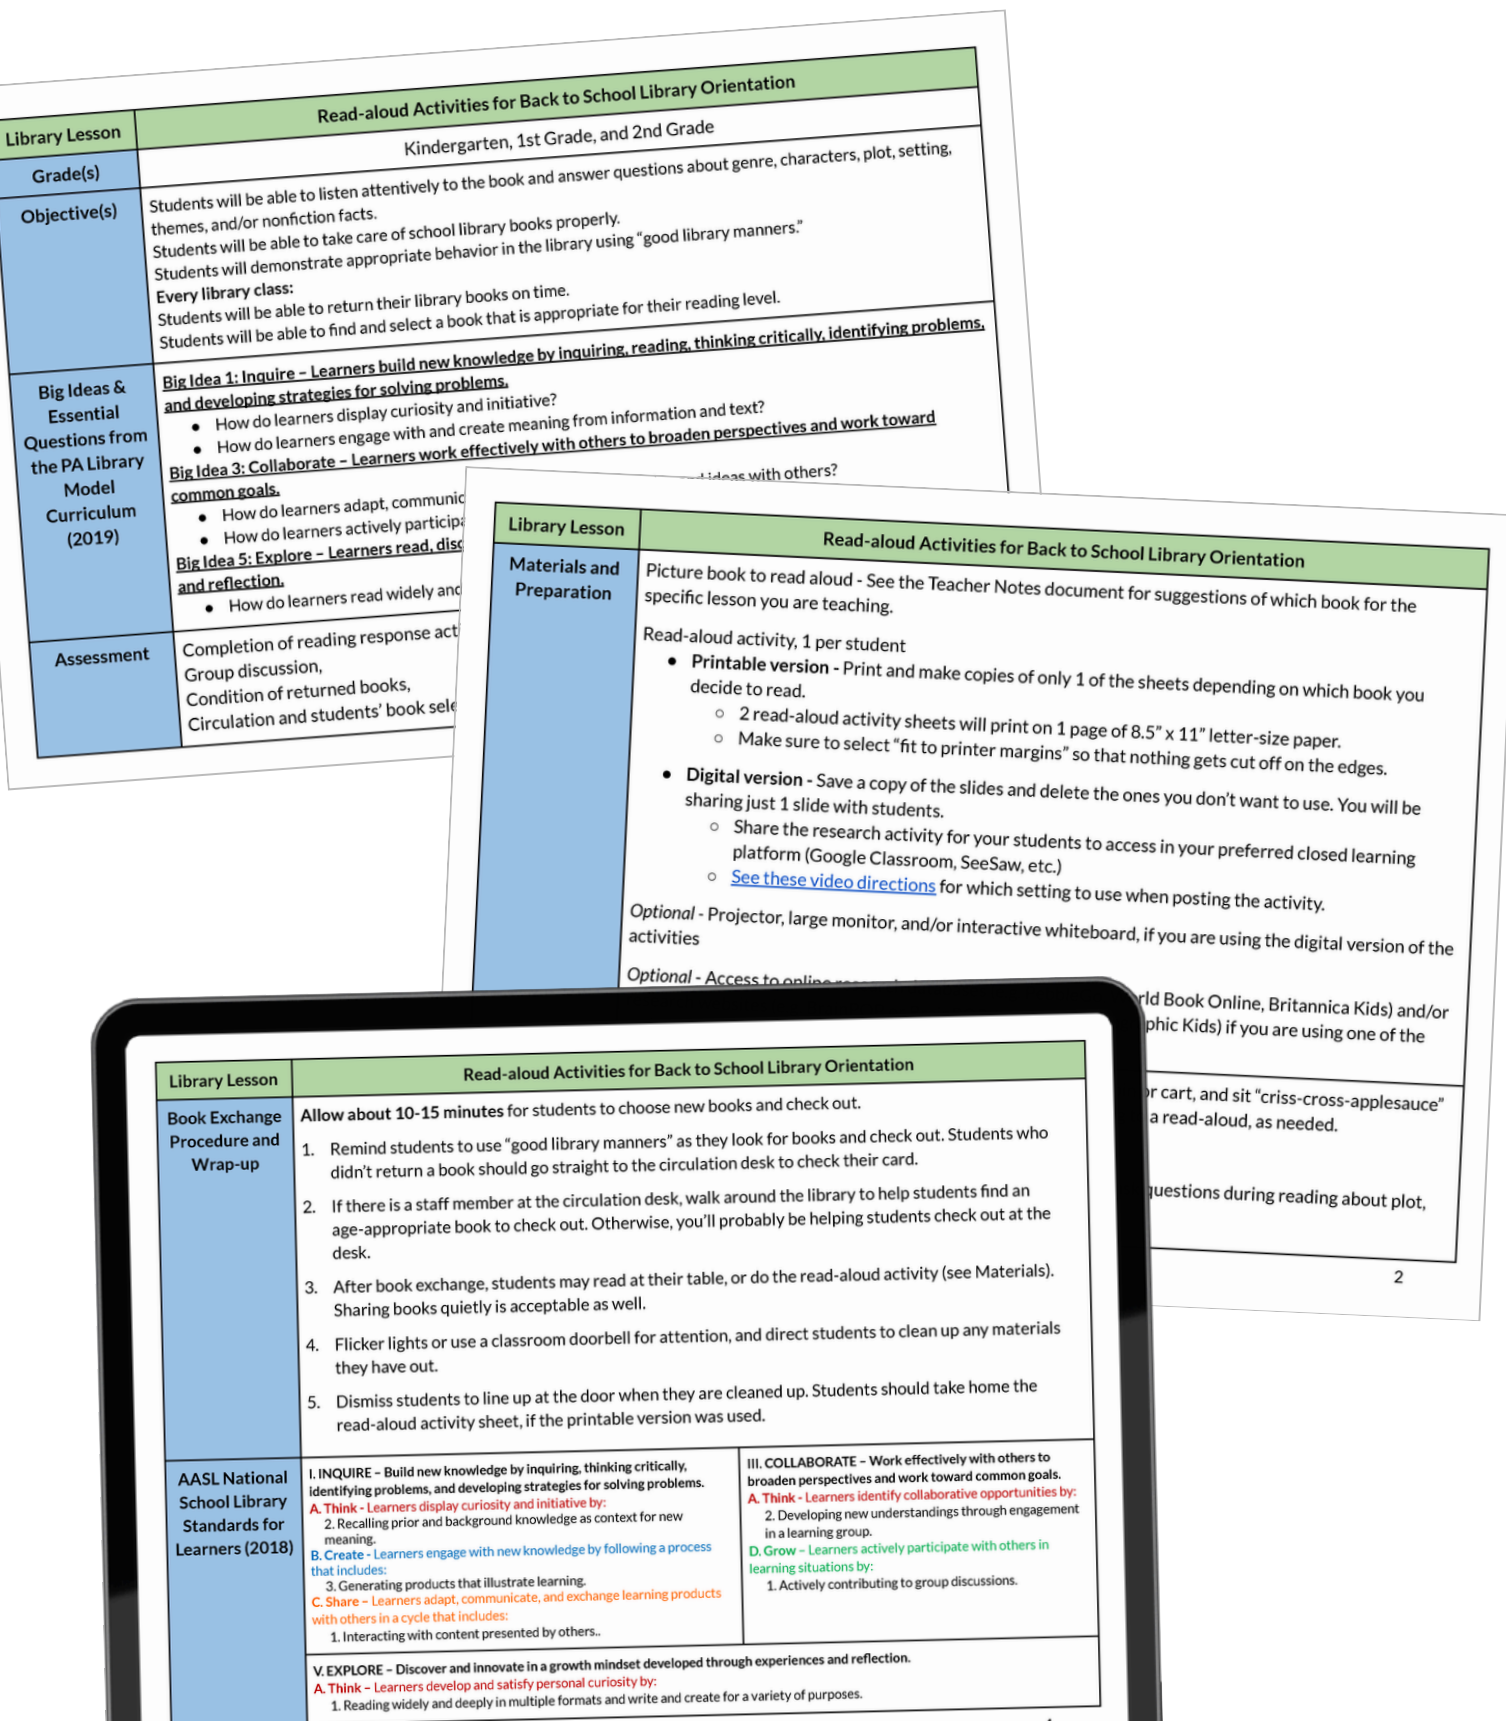 Library Lesson
Read-aloud Activities for Back to School Library Orientation
Grade(s)
Kindergarten, 1st Grade, and 2nd Grade
Objective(s)
Students will be able to listen attentively to the book and answer questions about genre, characters, plot, setting,
themes, and/or nonfiction facts.
Students will be able to take care of school library books properly.
Students will demonstrate appropriate behavior in the library using “good library manners.”
Every library class:
Students will be able to return their library books on time.
Students will be able to find and select a book that is appropriate for their reading level.
Big Ideas &
Essential
Questions from
the PA Library
Model
Curriculum
(2019)
Big Idea 1: Inquire – Learners build new knowledge by inquiring, reading, thinking critically, identifying problems,
and developing strategies for solving problems.
● How do learners display curiosity and initiative?
● How do learners engage with and create meaning from information and text?
Big Idea 3: Collaborate – Learners work effectively with others to broaden perspectives and work toward
common goals.
● How do learners adapt, communic ideas with others?
● How do learners actively participa
Big Idea 5: Explore – Learners read, disc
and reflection.
● How do learners read widely and
Assessment
Completion of reading response act
Group discussion,
Condition of returned books,
Circulation and students’ book sele
Library Lesson
Read-aloud Activities for Back to School Library Orientation
Materials and
Preparation
Picture book to read aloud - See the Teacher Notes document for suggestions of which book for the
specific lesson you are teaching.
Read-aloud activity, 1 per student
● Printable version - Print and make copies of only 1 of the sheets depending on which book you
decide to read.
○ 2 read-aloud activity sheets will print on 1 page of 8.5” x 11” letter-size paper.
○ Make sure to select “fit to printer margins” so that nothing gets cut off on the edges.
● Digital version - Save a copy of the slides and delete the ones you don’t want to use. You will be
sharing just 1 slide with students.
○ Share the research activity for your students to access in your preferred closed learning
platform (Google Classroom, SeeSaw, etc.)
○ See these video directions for which setting to use when posting the activity.
Optional - Projector, large monitor, and/or interactive whiteboard, if you are using the digital version of the
activities
Optional - Access to online
rld Book Online, Britannica Kids) and/or
phic Kids) if you are using one of the
or cart, and sit “criss-cross-applesauce”
a read-aloud, as needed.
questions during reading about plot,
2
Library Lesson
Read-aloud Activities for Back to School Library Orientation
Book Exchange
Procedure and
Wrap-up
Allow about 10-15 minutes for students to choose new books and check out.
1. Remind students to use “good library manners” as they look for books and check out. Students who
didn’t return a book should go straight to the circulation desk to check their card.
2. If there is a staff member at the circulation desk, walk around the library to help students find an
age-appropriate book to check out. Otherwise, you’ll probably be helping students check out at the
desk.
3. After book exchange, students may read at their table, or do the read-aloud activity (see Materials).
Sharing books quietly is acceptable as well.
4. Flicker lights or use a classroom doorbell for attention, and direct students to clean up any materials
they have out.
5. Dismiss students to line up at the door when they are cleaned up. Students should take home the
read-aloud activity sheet, if the printable version was used.
AASL National
School Library
Standards for
Learners (2018)
I. INQUIRE – Build new knowledge by inquiring, thinking critically,
identifying problems, and developing strategies for solving problems.
A. Think - Learners display curiosity and initiative by:
2. Recalling prior and background knowledge as context for new
meaning.
B. Create - Learners engage with new knowledge by following a process
that includes:
3. Generating products that illustrate learning.
C. Share – Learners adapt, communicate, and exchange learning products
with others in a cycle that includes:
1. Interacting with content presented by others..
III. COLLABORATE – Work effectively with others to
broaden perspectives and work toward common goals.
A. Think - Learners identify collaborative opportunities by:
2. Developing new understandings through engagement
in a learning group.
D. Grow – Learners actively participate with others in
learning situations by:
1. Actively contributing to group discussions.
V. EXPLORE – Discover and innovate in a growth mindset developed through experiences and reflection.
A. Think – Learners develop and satisfy personal curiosity by:
1. Reading widely and deeply in multiple formats and write and create for a variety of purposes.